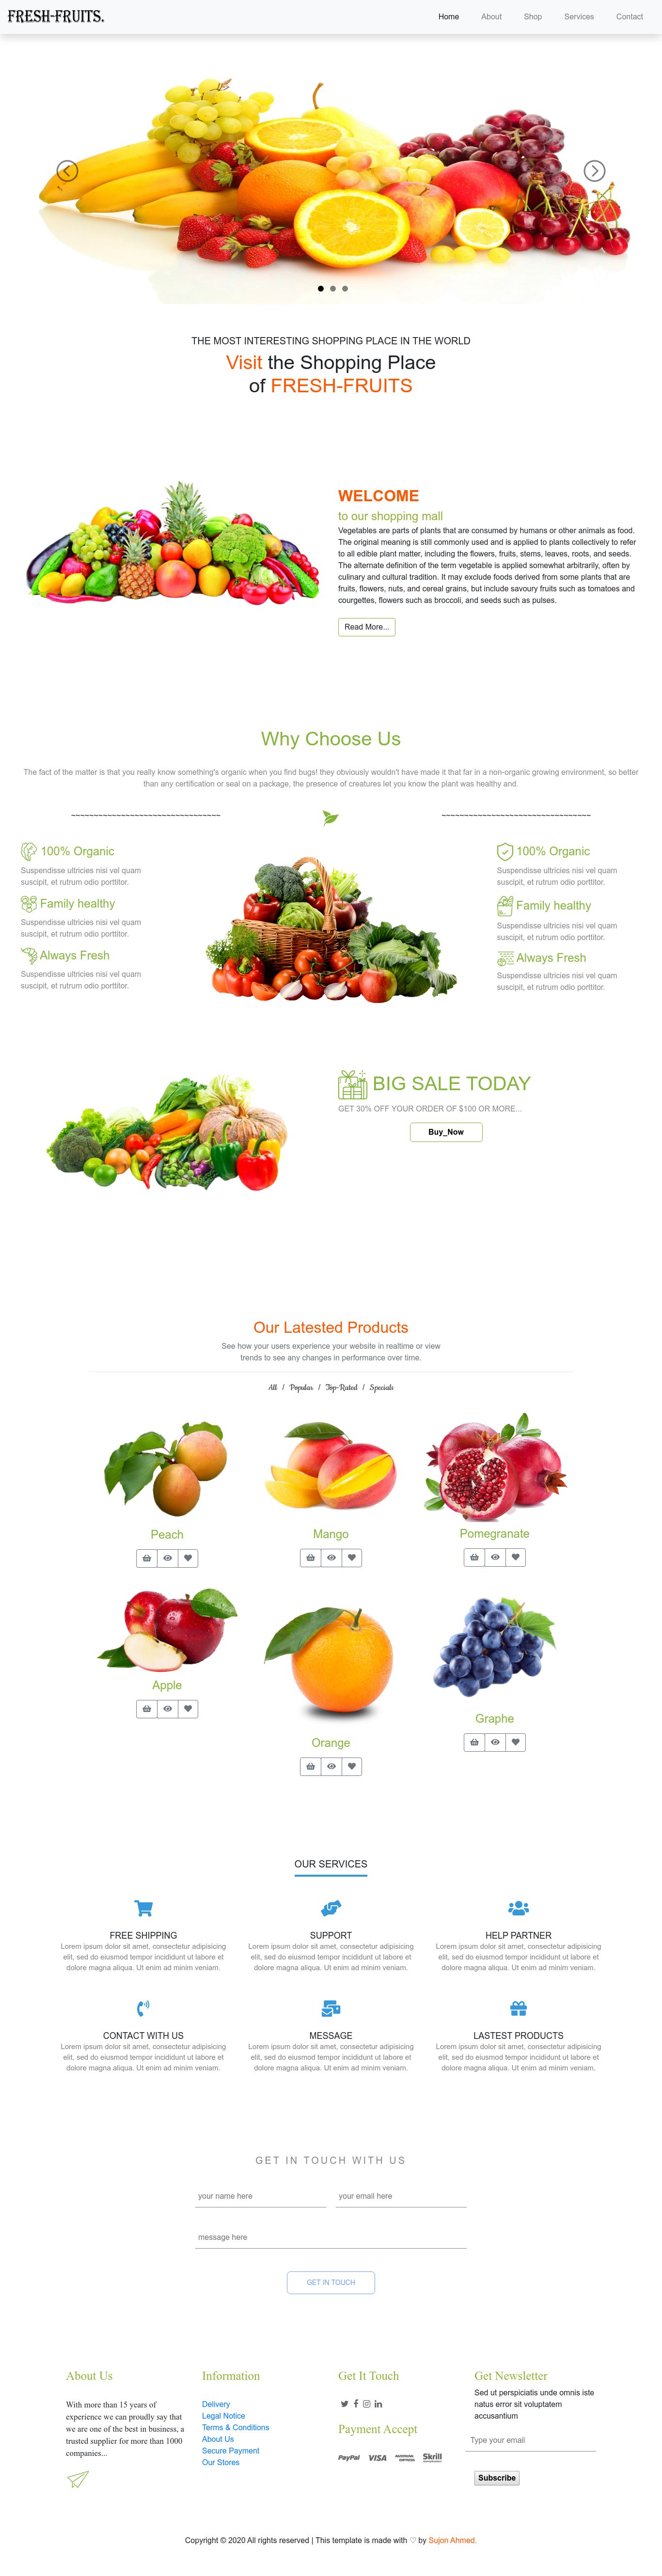 FRESH-FRUITS.
Home About Shop Services Contact
THE MOST INTERESTING SHOPPING PLACE IN THE WORLD
Visit the Shopping Place
of FRESH-FRUITS
WELCOME
to our shopping mall
Vegetables are parts of plants that are consumed by humans or other animals as food.
The original meaning is still commonly used and is applied to plants collectively to refer
to all edible plant matter, including the flowers, fruits, stems, leaves, roots, and seeds.
The alternate definition of the term vegetable is applied somewhat arbitrarily, often by
culinary and cultural tradition. It may exclude foods derived from some plants that are
fruits, flowers, nuts, and cereal grains, but include savoury fruits such as tomatoes and
courgettes, flowers such as broccoli, and seeds such as pulses.
Read More...
Why Choose Us
The fact of the matter is that you really know something's organic when you find bugs! they obviously wouldn't have made it that far in a non-organic growing environment, so better
than any certification or seal on a package, the presence of creatures let you know the plant was healthy and.
100% Organic
Suspendisse ultricies nisi vel quam
suscipit, et rutrum odio porttitor.
Family healthy
Suspendisse ultricies nisi vel quam
suscipit, et rutrum odio porttitor.
Always Fresh
Suspendisse ultricies nisi vel quam
suscipit, et rutrum odio porttitor.
100% Organic
Suspendisse ultricies nisi vel quam
suscipit, et rutrum odio porttitor.
Family healthy
Suspendisse ultricies nisi vel quam
suscipit, et rutrum odio porttitor.
Always Fresh
Suspendisse ultricies nisi vel quam
suscipit, et rutrum odio porttitor.
BIG SALE TODAY
GET 30% OFF YOUR ORDER OF $100 OR MORE...
Buy_Now
Our Latested Products
See how your users experience your website in realtime or view
trends to see any changes in performance over time.
All / Popular / Top-Rated / Specials
Peach
Mango
Pomegranate
Apple
Orange
Graphe
OUR SERVICES
FREE SHIPPING
Lorem ipsum dolor sit amet, consectetur adipisicing
elit, sed do eiusmod tempor incididunt ut labore et
dolore magna aliqua. Ut enim ad minim veniam.
SUPPORT
Lorem ipsum dolor sit amet, consectetur adipisicing
elit, sed do eiusmod tempor incididunt ut labore et
dolore magna aliqua. Ut enim ad minim veniam.
HELP PARTNER
Lorem ipsum dolor sit amet, consectetur adipisicing
elit, sed do eiusmod tempor incididunt ut labore et
dolore magna aliqua. Ut enim ad minim veniam.
CONTACT WITH US
Lorem ipsum dolor sit amet, consectetur adipisicing
elit, sed do eiusmod tempor incididunt ut labore et
dolore magna aliqua. Ut enim ad minim veniam.
MESSAGE
Lorem ipsum dolor sit amet, consectetur adipisicing
elit, sed do eiusmod tempor incididunt ut labore et
dolore magna aliqua. Ut enim ad minim veniam.
LASTEST PRODUCTS
Lorem ipsum dolor sit amet, consectetur adipisicing
elit, sed do eiusmod tempor incididunt ut labore et
dolore magna aliqua. Ut enim ad minim veniam.
GET IN TOUCH WITH US
your name here
your email here
message here
GET IN TOUCH
About Us
With more than 15 years of
experience we can proudly say that
we are one of the best in business, a
trusted supplier for more than 1000
companies...
Information
Delivery
Legal Notice
Terms & Conditions
About Us
Secure Payment
Our Stores
Get It Touch
Payment Accept
PayPal VISA AMERICAN EXPRESS Skrill
Get Newsletter
Sed ut perspiciatis unde omnis iste
natus error sit voluptatem
accusantium
Type your email
Subscribe
Copyright © 2020 All rights reserved | This template is made with ♡ by Sujon Ahmed.